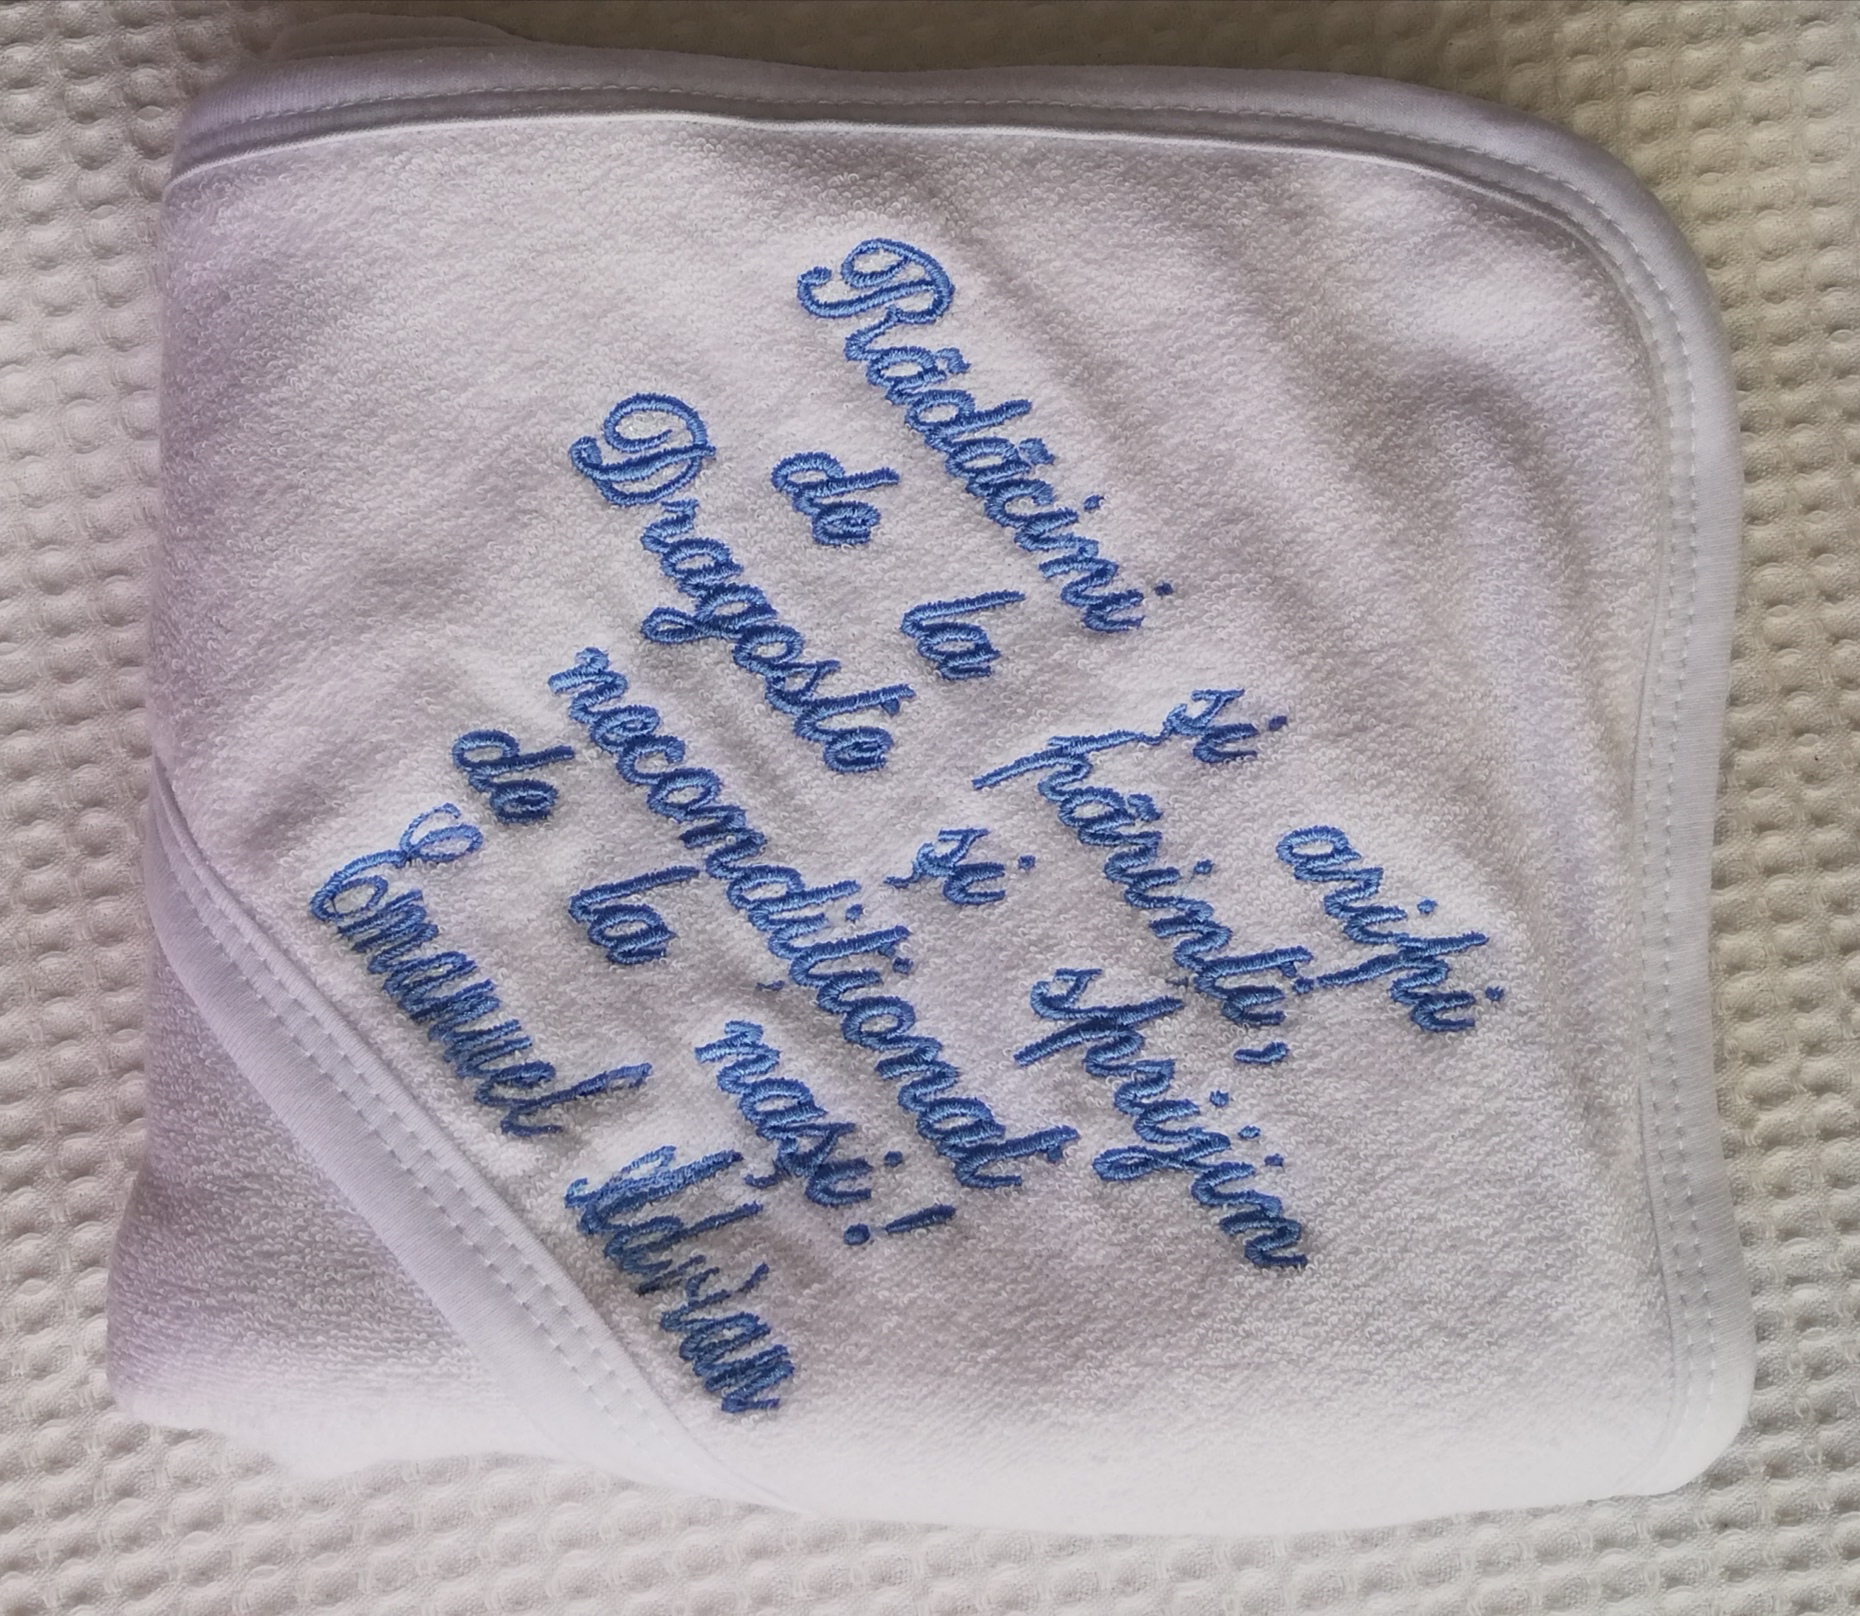 Rădăcini și aripi
de la părinți,
Dragoste și sprijin
necondiționat
de la nași!
Emanuel Adrian